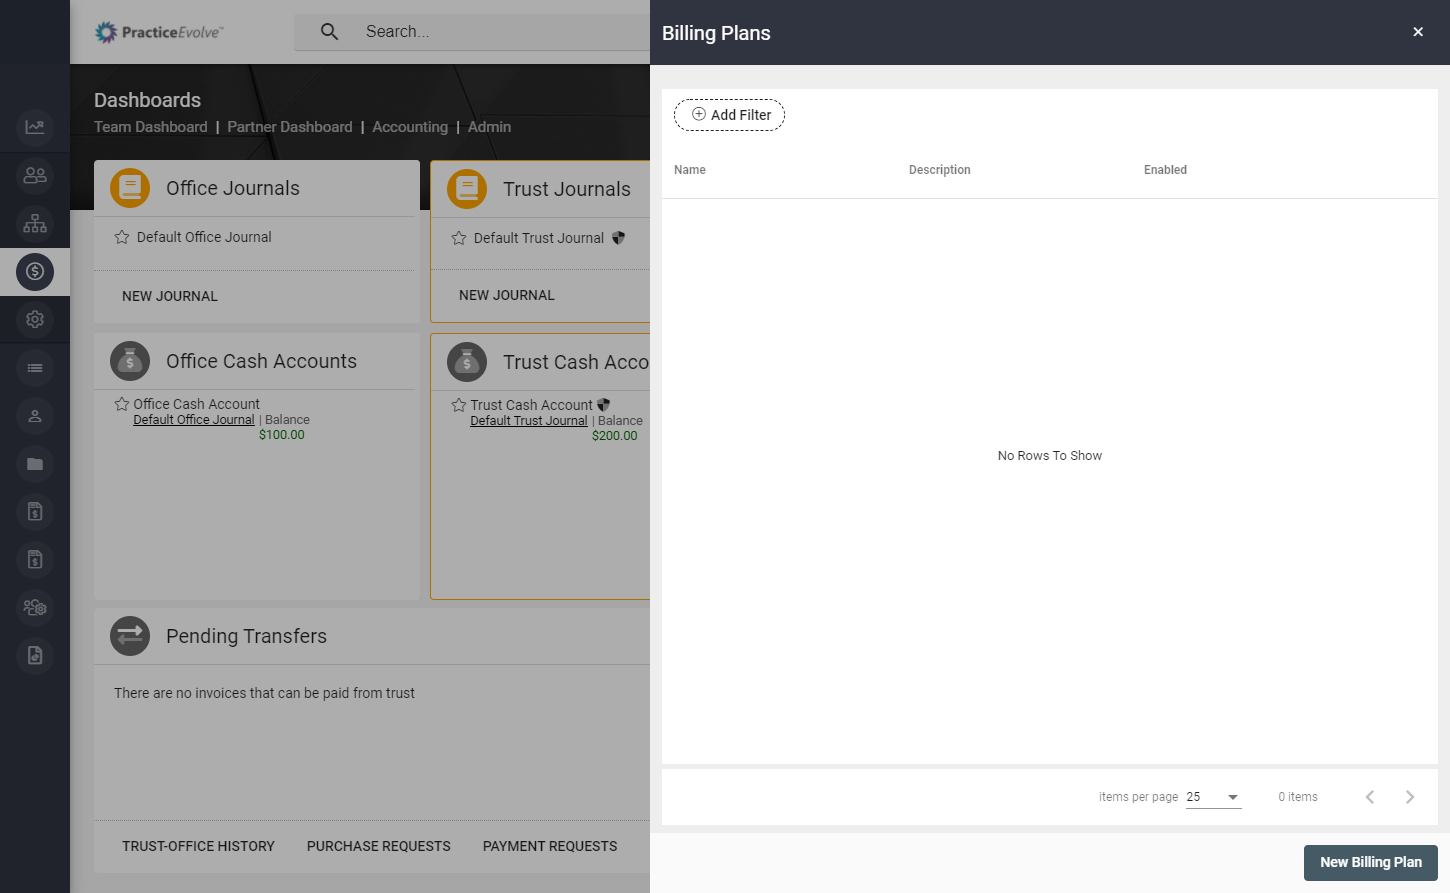 PracticeEvolve™
Search...
Dashboards
Team Dashboard | Partner Dashboard | Accounting | Admin
Office Journals
Default Office Journal
NEW JOURNAL
Trust Journals
Default Trust Journal
NEW JOURNAL
Office Cash Accounts
Office Cash Account
Default Office Journal | Balance
$100.00
Trust Cash Acco
Trust Cash Account
Default Trust Journal | Balance
$200.00
Pending Transfers
There are no invoices that can be paid from trust
TRUST-OFFICE HISTORY PURCHASE REQUESTS PAYMENT REQUESTS
Billing Plans
Add Filter
Name Description Enabled
No Rows To Show
items per page 25 0 items
New Billing Plan